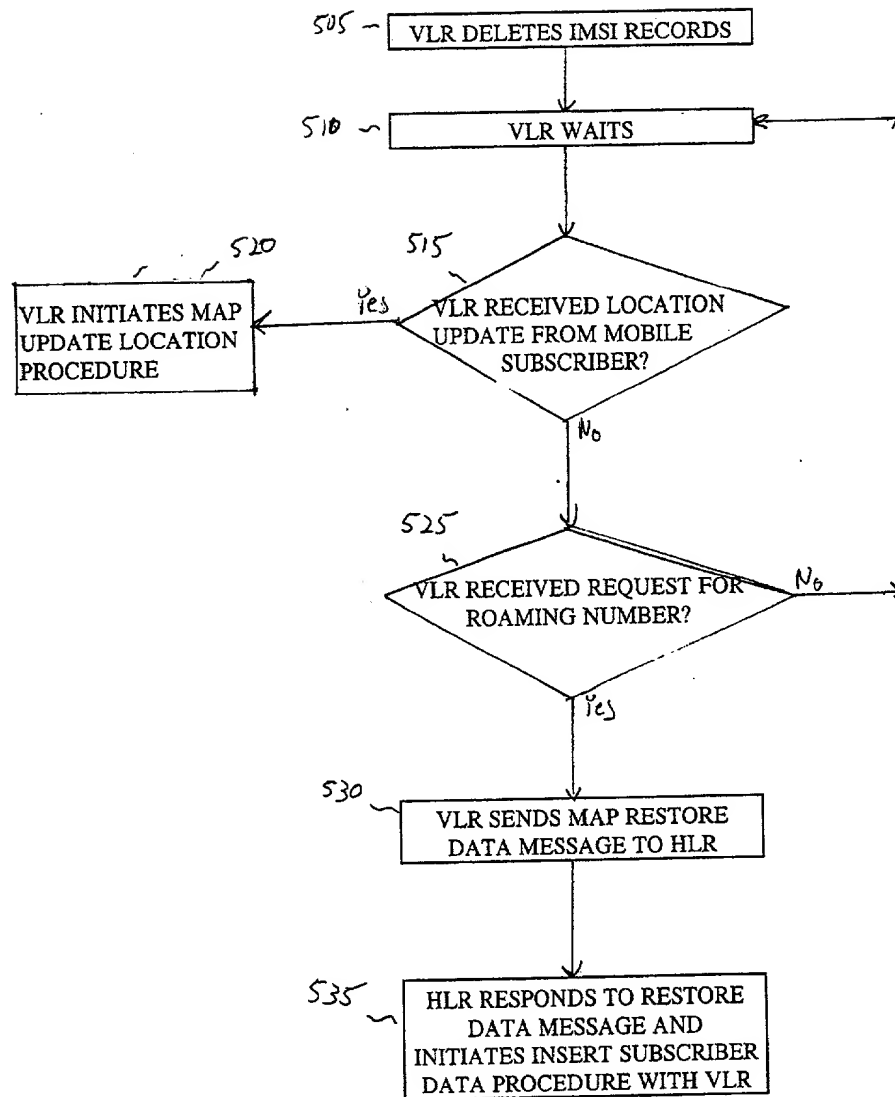 505
VLR DELETES IMSI RECORDS
510
VLR WAITS
520
515
VLR INITIATES MAP
UPDATE LOCATION
PROCEDURE
Yes
VLR RECEIVED LOCATION
UPDATE FROM MOBILE
SUBSCRIBER?
No
525
VLR RECEIVED REQUEST FOR
ROAMING NUMBER?
No
Yes
530
VLR SENDS MAP RESTORE
DATA MESSAGE TO HLR
535
HLR RESPONDS TO RESTORE
DATA MESSAGE AND
INITIATES INSERT SUBSCRIBER
DATA PROCEDURE WITH VLR